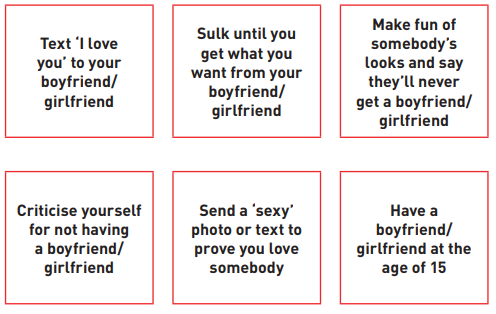 Text ‘I love
you’ to your
boyfriend/
girlfriend
Sulk until you
get what you
want from your
boyfriend/
girlfriend
Make fun of
somebody’s
looks and say
they’ll never
get a boyfriend/
girlfriend
Criticise yourself
for not having
a boyfriend/
girlfriend
Send a ‘sexy’
photo or text to
prove you love
somebody
Have a
boyfriend/
girlfriend at the
age of 15